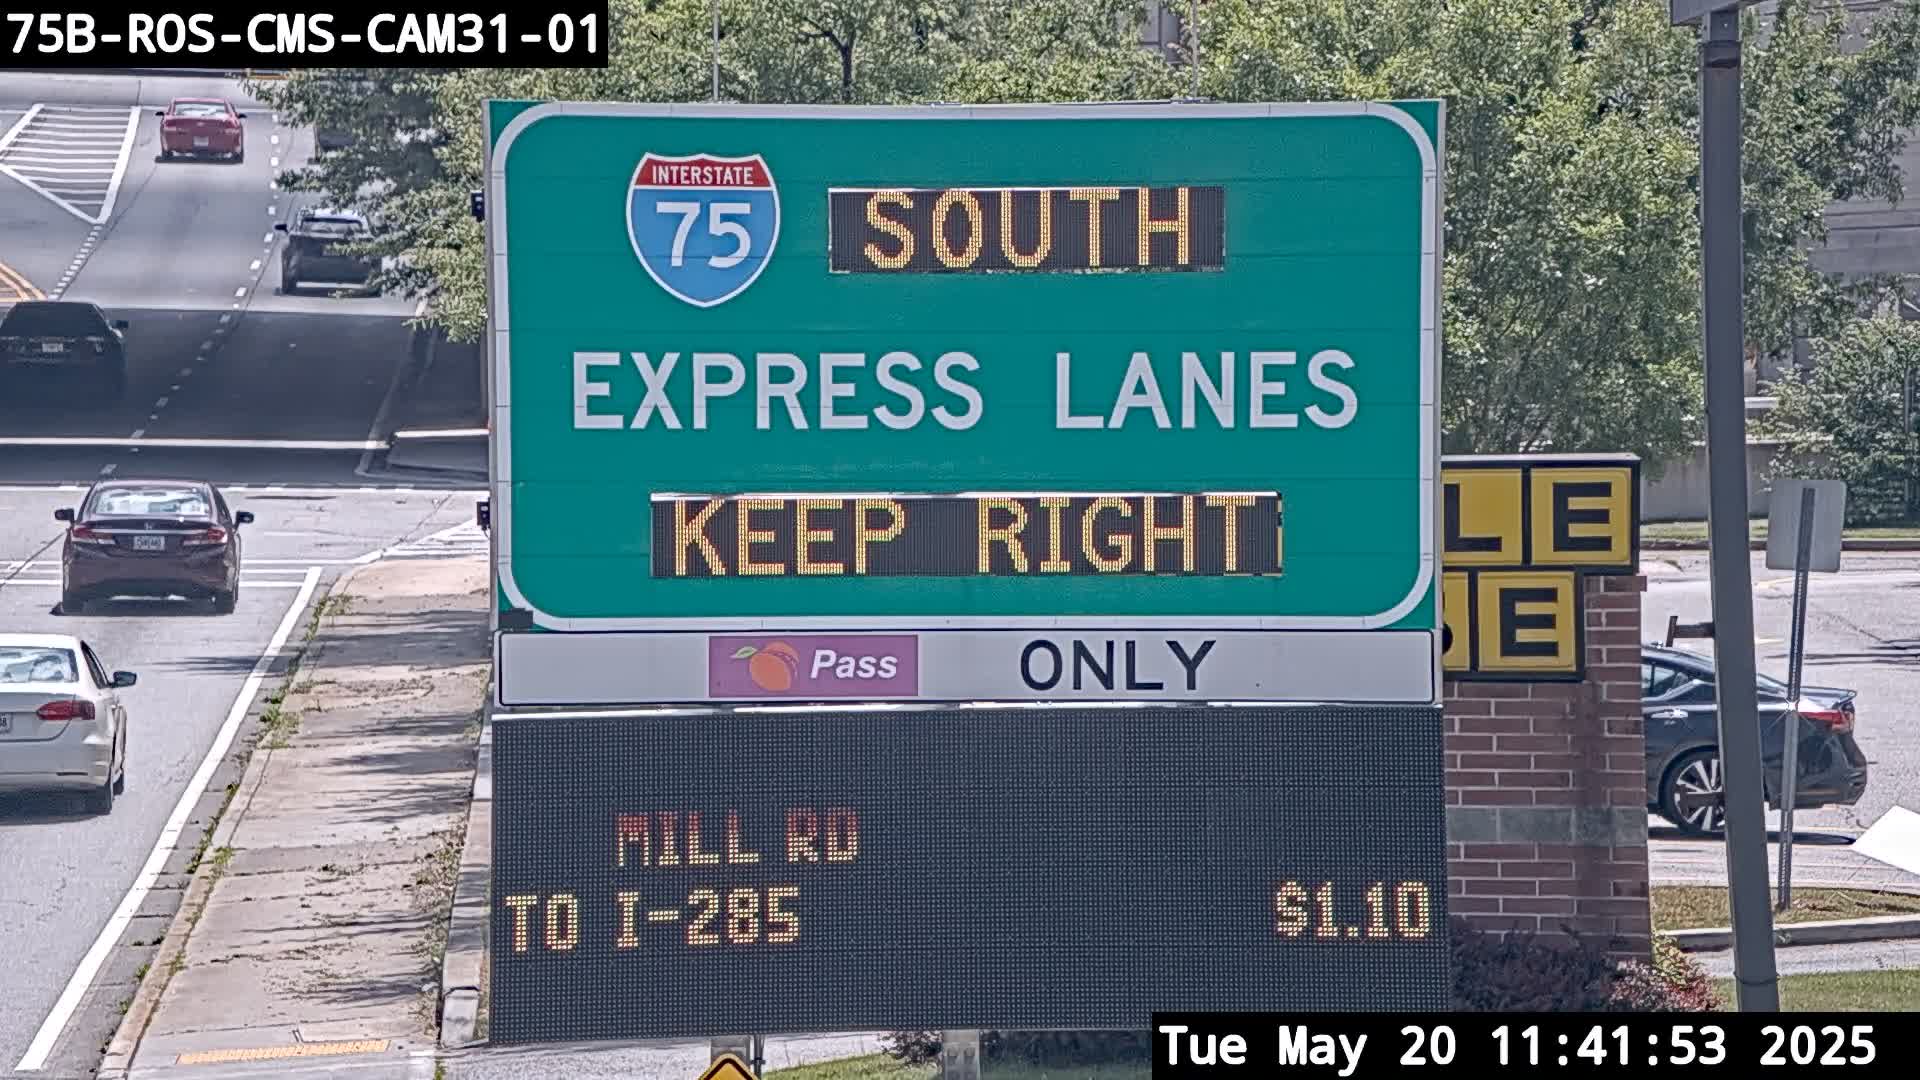 75B-ROS-CMS-CAM31-01
INTERSTATE
75
SOUTH
EXPRESS LANES
KEEP RIGHT
Pass ONLY
MILL RD
TO I-285 $1.10
LE
E
Tue May 20 11:41:53 2025